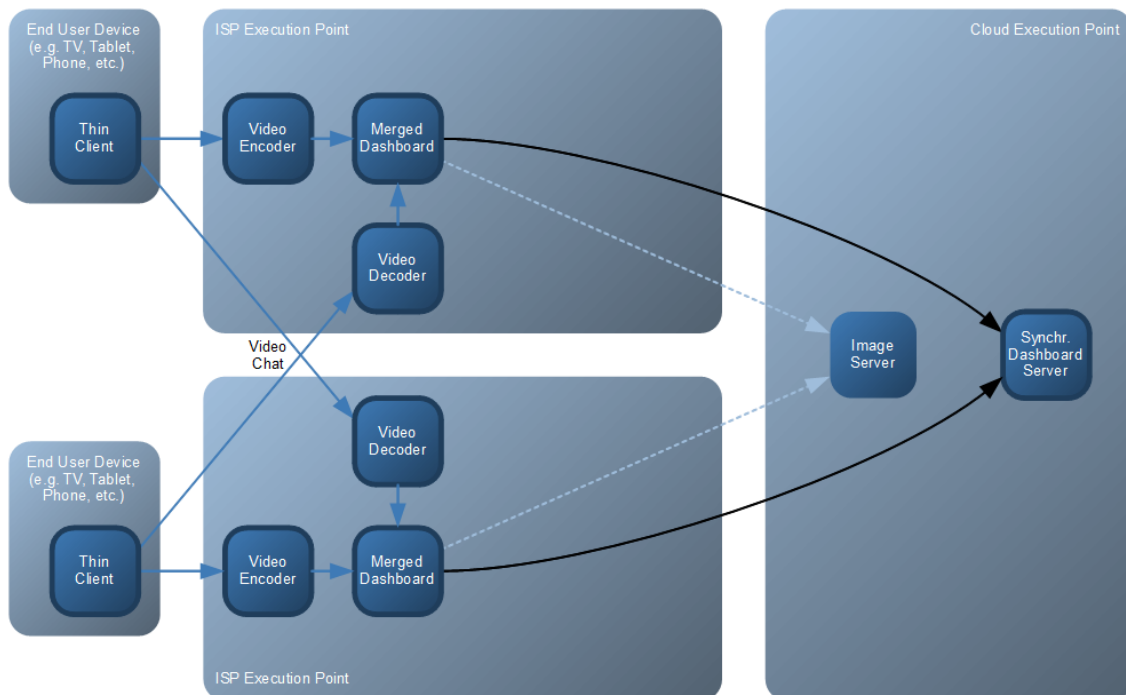 End User Device
(e.g. TV, Tablet,
Phone, etc.)
Thin
Client
ISP Execution Point
Video
Encoder
Merged
Dashboard
Video
Decoder
Cloud Execution Point
Image
Server
Synchr.
Dashboard
Server
Video
Chat
End User Device
(e.g. TV, Tablet,
Phone, etc.)
Thin
Client
Video
Decoder
Video
Encoder
Merged
Dashboard
ISP Execution Point